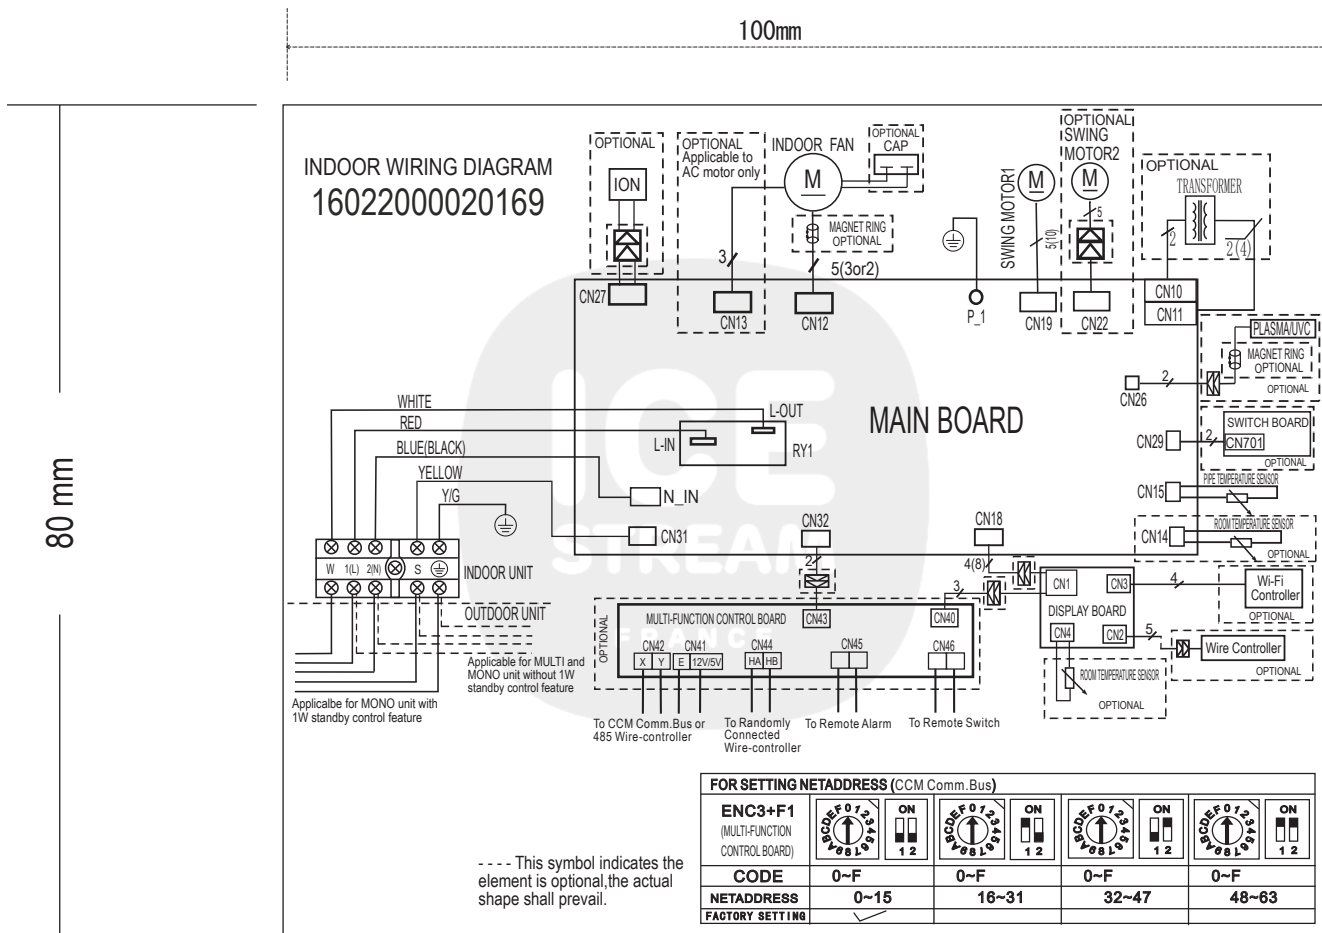 100mm
80 mm
INDOOR WIRING DIAGRAM
16022000020169
OPTIONAL
ION
CN27
OPTIONAL
Applicable to
AC motor only
3
CN13
INDOOR FAN
M
OPTIONAL
CAP
MAGNET RING
OPTIONAL
5(3or2)
CN12
P_1
SWING MOTOR1
M
5(10)
CN19
OPTIONAL
SWING
MOTOR2
M
5
CN22
OPTIONAL
TRANSFORMER
2
2(4)
CN10
CN11
PLASMA/UVC
MAGNET RING
OPTIONAL
OPTIONAL
2
CN26
SWITCH BOARD
CN701
OPTIONAL
2
CN29
PIPE TEMPERATURE SENSOR
CN15
ROOM TEMPERATURE SENSOR
CN14
OPTIONAL
MAIN BOARD
WHITE
RED
BLUE(BLACK)
YELLOW
Y/G
L-OUT
L-IN
RY1
N_IN
CN31
CN32
2
CN18
4(8)
3
W 1(L) 2(N) S
INDOOR UNIT
OUTDOOR UNIT
Applicable for MULTI and
MONO unit without 1W
standby control feature
Applicalbe for MONO unit with
1W standby control feature
OPTIONAL
MULTI-FUNCTION CONTROL BOARD
CN43
CN40
CN42
X Y
CN41
E 12V/5V
CN44
HA HB
CN45
CN46
To CCM Comm.Bus or
485 Wire-controller
To Randomly
Connected
Wire-controller
To Remote Alarm
To Remote Switch
CN1
CN3
DISPLAY BOARD
CN4
CN2
4
Wi-Fi
Controller
OPTIONAL
5
Wire Controller
OPTIONAL
ROOM TEMPERATURE SENSOR
OPTIONAL
ICE
STREAM
FRANCE
---- This symbol indicates the
element is optional,the actual
shape shall prevail.
FOR SETTING NETADDRESS (CCM Comm.Bus)
ENC3+F1
(MULTI-FUNCTION
CONTROL BOARD)
0123456789ABCDEF
ON
1 2
0123456789ABCDEF
ON
1 2
0123456789ABCDEF
ON
1 2
0123456789ABCDEF
ON
1 2
CODE 0~F 0~F 0~F 0~F
NETADDRESS 0~15 16~31 32~47 48~63
FACTORY SETTING